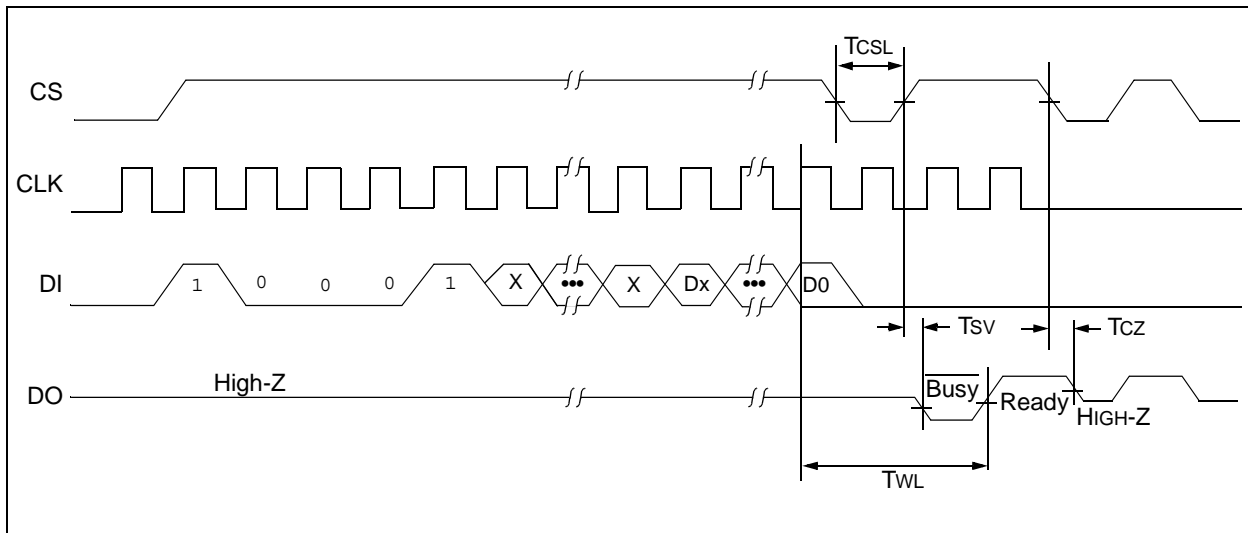 TCSL
CS
CLK
DI 1 0 0 0 1 X ••• X Dx ••• D0
TSV TCZ
High-Z Busy Ready HIGH-Z
DO
TWL